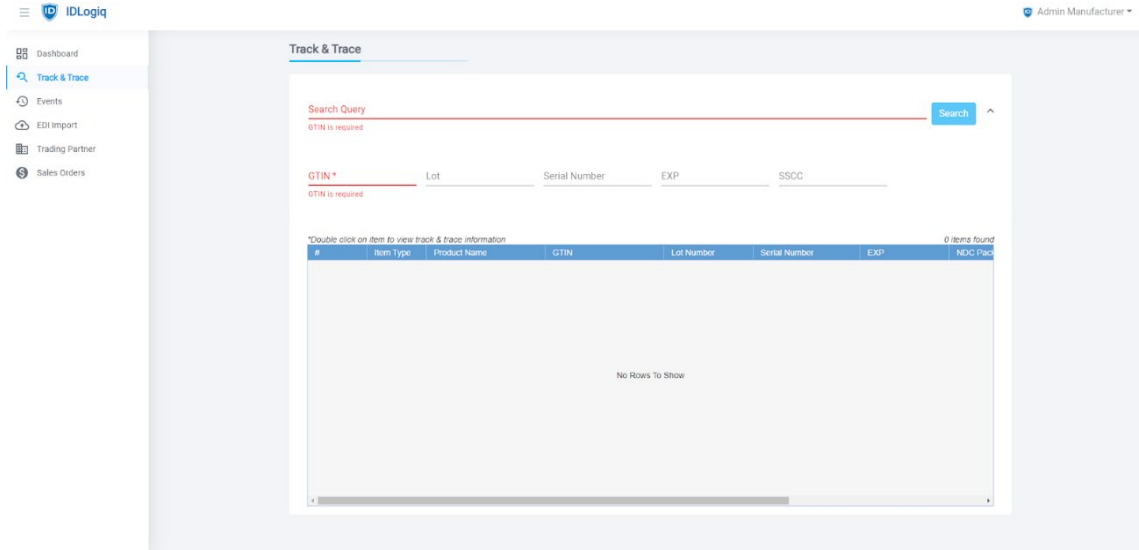 IDLogiq
Admin Manufacturer
Dashboard
Track & Trace
Events
EDI Import
Trading Partner
Sales Orders
Track & Trace
Search Query
Search
GTIN is required
GTIN * Lot Serial Number EXP SSCC
GTIN is required
*Double click on item to view track & trace information 0 items found
# Item Type Product Name GTIN Lot Number Serial Number EXP NDC Pack
No Rows To Show